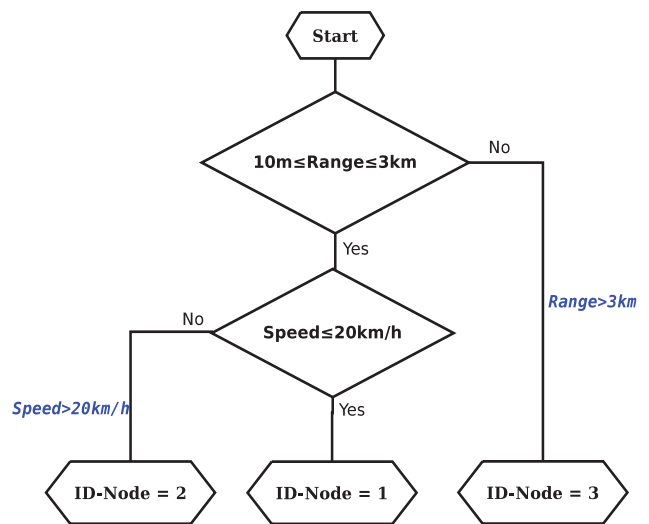 Start
10m≤Range≤3km
No
Yes
Range>3km
No
Speed≤20km/h
Speed>20km/h
Yes
ID-Node = 2
ID-Node = 1
ID-Node = 3